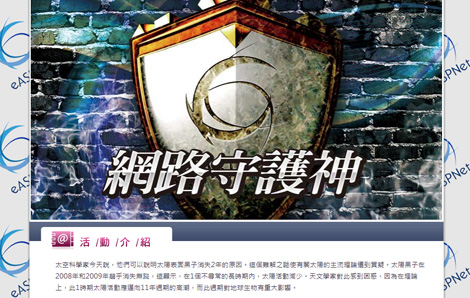 網路守護神
@ 活/動/介/紹
太空科學家今天說，他們可以說明太陽表面黑子消失2年的原因，這個難解之謎使有關太陽的主流理論遭到質疑。太陽黑子在
2008年和2009年幾乎消失無蹤，這顯示，在1個不尋常的長時期內，太陽活動減少。天文學家對此感到困惑，因為在理論
上，此1時期太陽活動應邁向11年週期的高潮，而此週期對地球生物有重大影響。